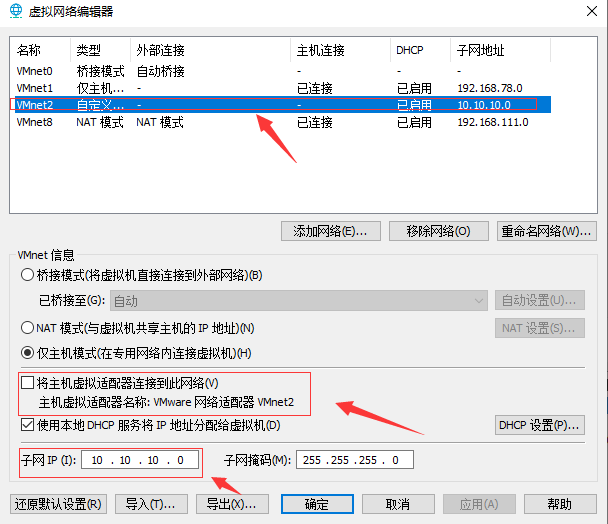 虚拟网络编辑器
名称 类型 外部连接 主机连接 DHCP 子网地址
VMnet0 桥接模式 自动桥接 - - -
VMnet1 仅主机... - 已连接 已启用 192.168.78.0
VMnet2 自定义... - - 已启用 10.10.10.0
VMnet8 NAT 模式 NAT 模式 已连接 已启用 192.168.111.0
添加网络(E)... 移除网络(O) 重命名网络(W)...
VMnet 信息
桥接模式(将虚拟机直接连接到外部网络)(B)
已桥接至(G): 自动 自动设置(U)...
NAT 模式(与虚拟机共享主机的 IP 地址)(N) NAT 设置(S)...
仅主机模式(在专用网络内连接虚拟机)(H)
将主机虚拟适配器连接到此网络(V)
主机虚拟适配器名称: VMware 网络适配器 VMnet2
使用本地 DHCP 服务将 IP 地址分配给虚拟机(D) DHCP 设置(P)...
子网 IP (I): 10 . 10 . 10 . 0 子网掩码(M): 255 . 255 . 255 . 0
还原默认设置(R) 导入(T)... 导出(X)... 确定 取消 应用(A) 帮助